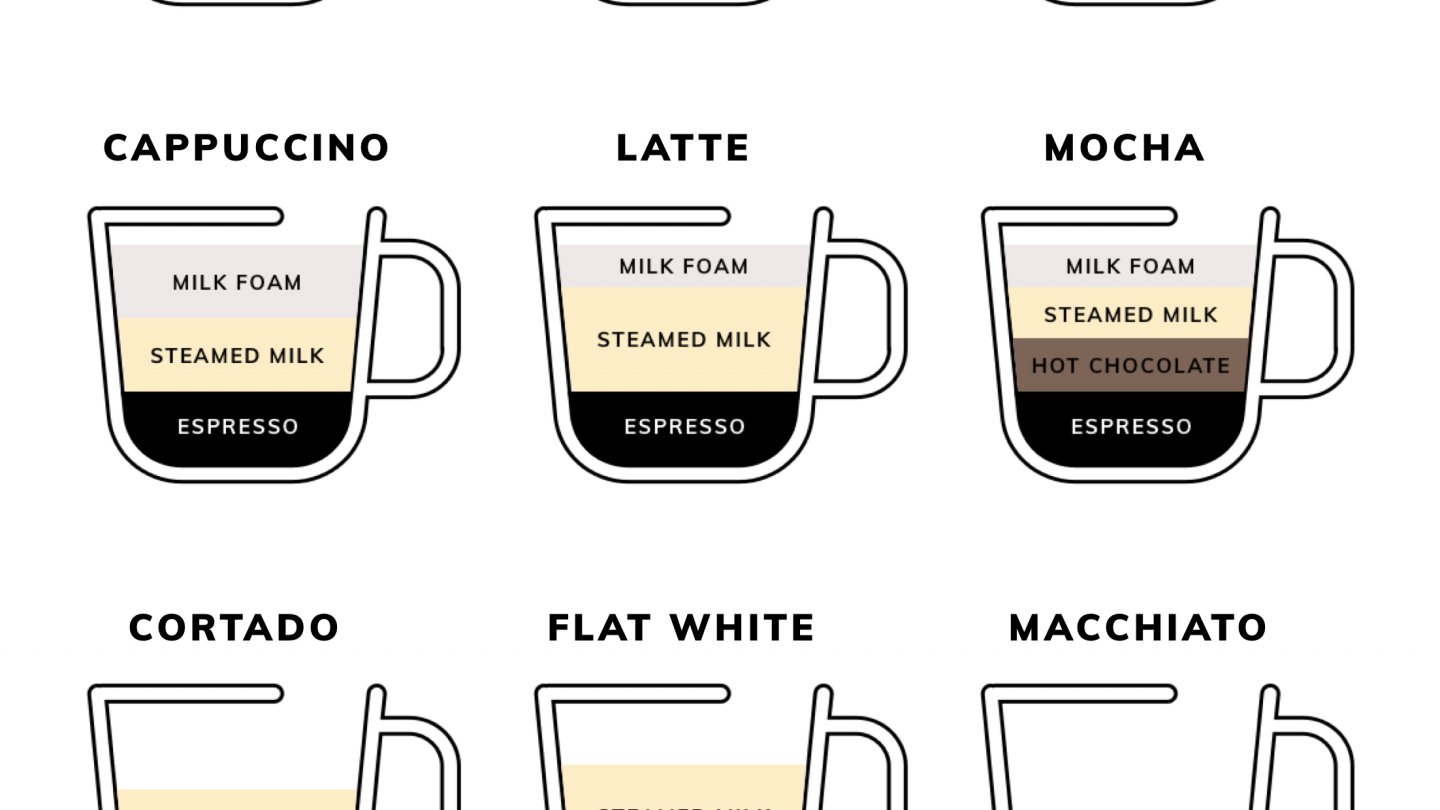 CAPPUCCINO
LATTE
MOCHA
MILK FOAM
STEAMED MILK
ESPRESSO
MILK FOAM
STEAMED MILK
ESPRESSO
MILK FOAM
STEAMED MILK
HOT CHOCOLATE
ESPRESSO
CORTADO
FLAT WHITE
MACCHIATO